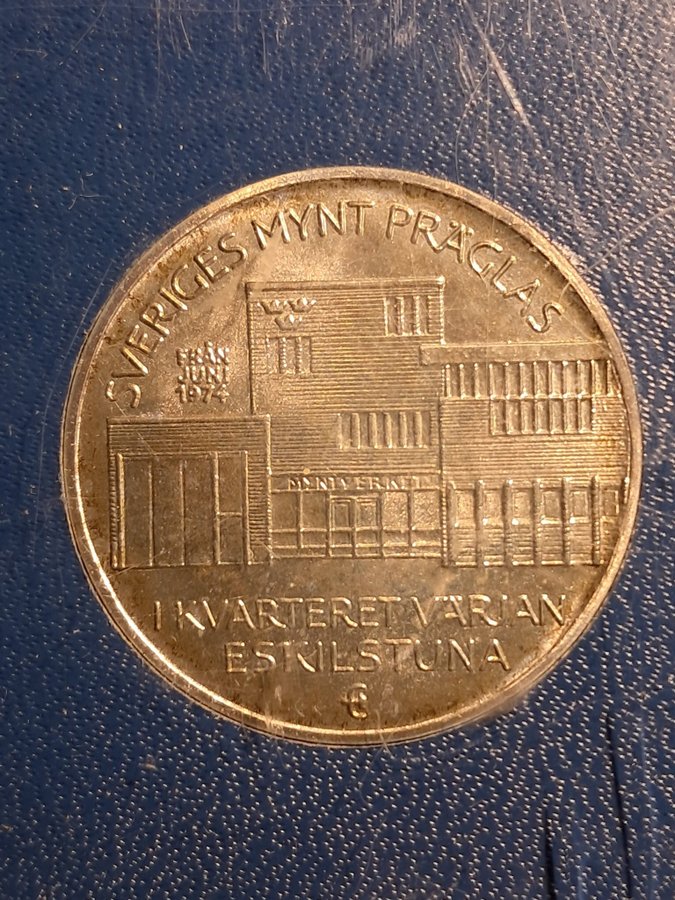 SVERIGES MYNT PRÄGLAS
FRÅN
JUNI
1974
MYNTVERKET
I KVARTERET VÄRJAN
ESKILSTUNA